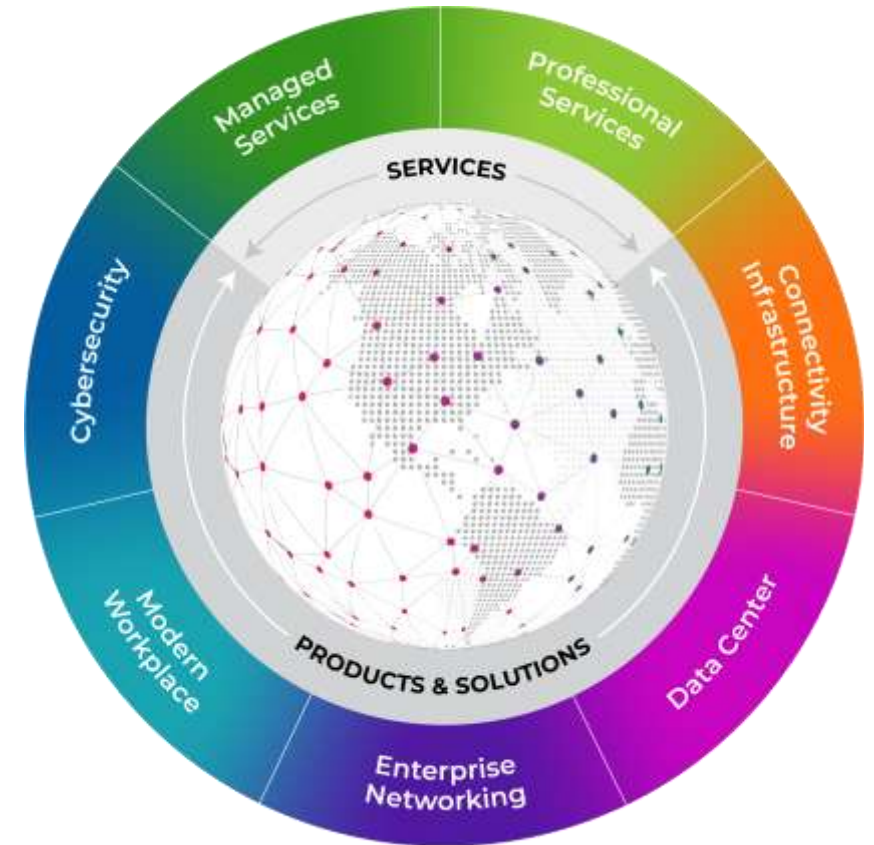 Managed
Services
Professional
Services
SERVICES
Cybersecurity
Connectivity
Infrastructure
Modern
Workplace
PRODUCTS & SOLUTIONS
Data Center
Enterprise
Networking